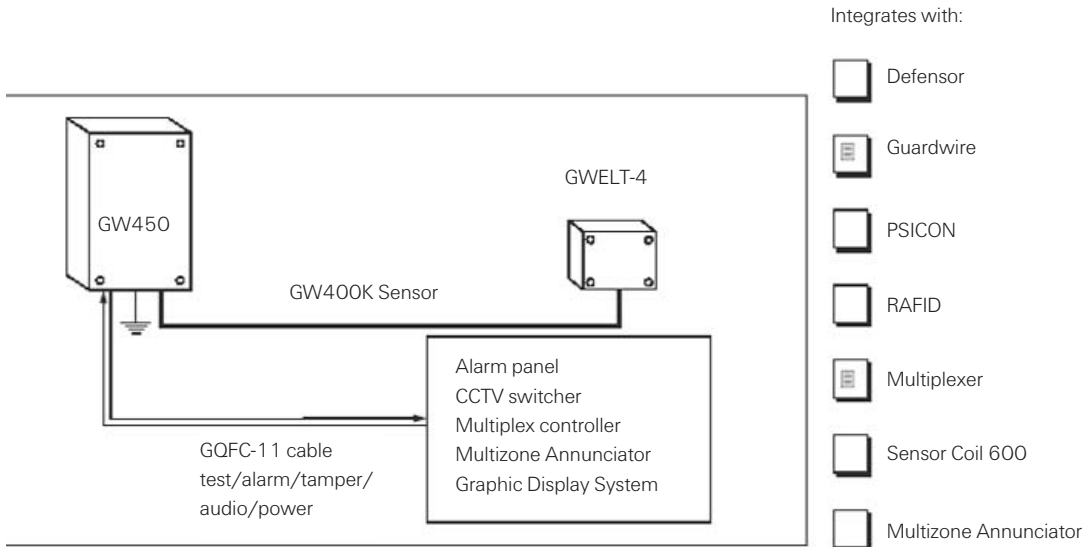 Integrates with:
Defensor
Guardwire
PSICON
RAFID
Multiplexer
Sensor Coil 600
Multizone Annunciator
GW450
GWELT-4
GW400K Sensor
Alarm panel
CCTV switcher
Multiplex controller
Multizone Annunciator
Graphic Display System
GQFC-11 cable
test/alarm/tamper/
audio/power